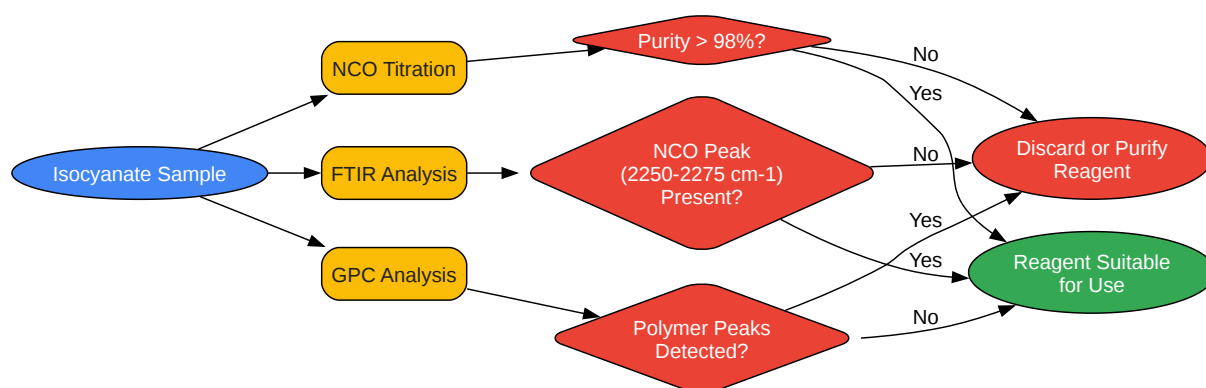 Purity > 98%?
No
NCO Titration
Yes
NCO Peak
(2250-2275 cm-1)
Present?
No
Discard or Purify
Reagent
Isocyanate Sample
FTIR Analysis
Yes
Yes
Reagent Suitable
for Use
GPC Analysis
Polymer Peaks
Detected?
No